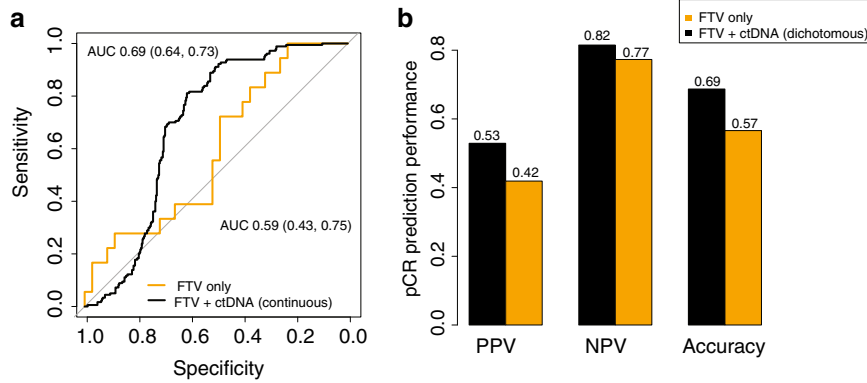 a
AUC 0.69 (0.64, 0.73)
AUC 0.59 (0.43, 0.75)
FTV only
FTV + ctDNA (continuous)
Sensitivity
0.0 0.2 0.4 0.6 0.8 1.0
1.0 0.8 0.6 0.4 0.2 0.0
Specificity
b
FTV only
FTV + ctDNA (dichotomous)
pCR prediction performance
0.0 0.2 0.4 0.6 0.8
0.53 0.42 0.82 0.77 0.69 0.57
PPV NPV Accuracy